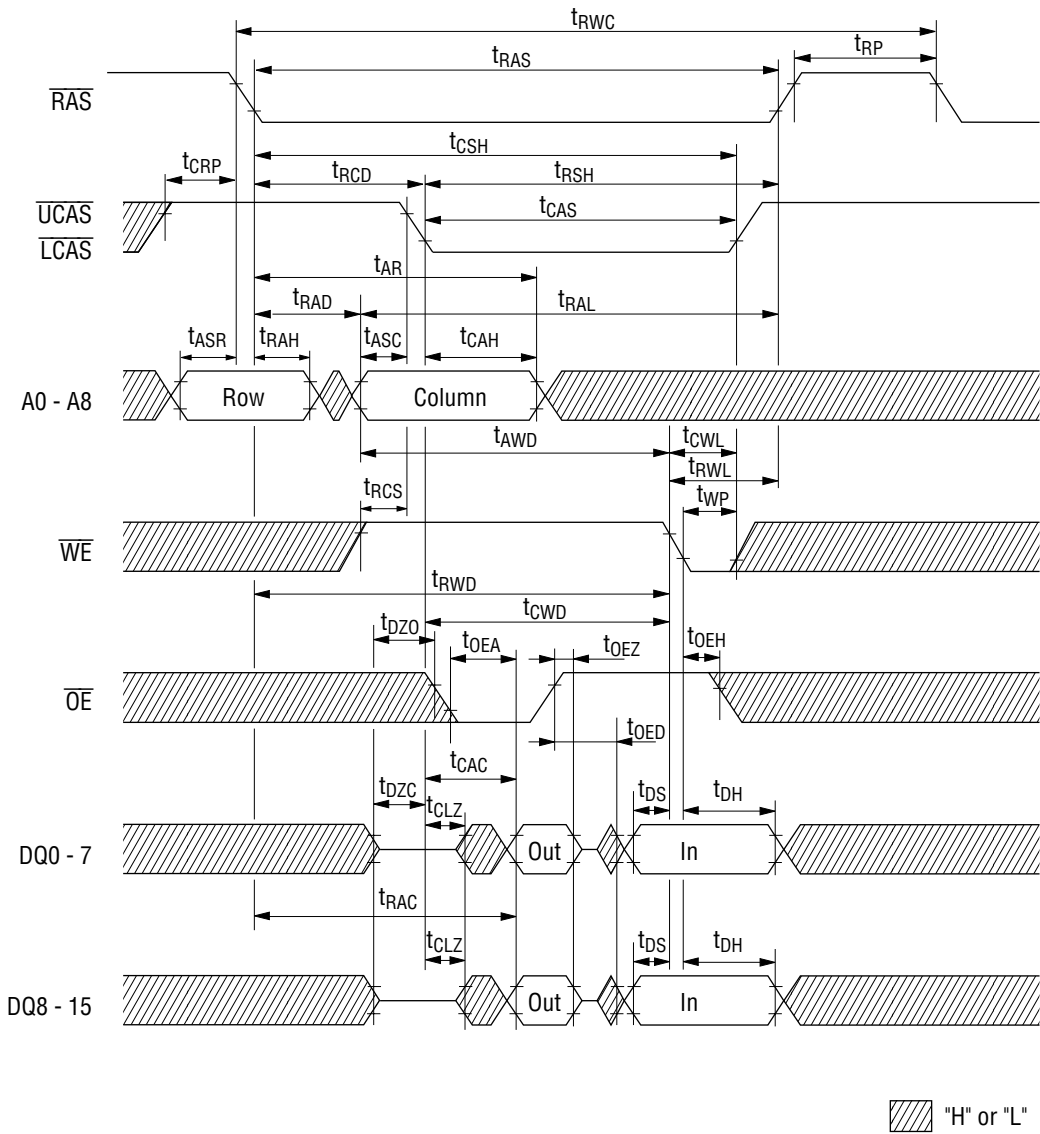 tRWC
tRP
tRAS
RAS
tCSH
tCRP
tRCD
tRSH
UCAS
tCAS
LCAS
tAR
tRAD
tRAL
tASR
tRAH
tASC
tCAH
A0 - A8
Row
Column
tAWD
tCWL
tRWL
tRCS
tWP
WE
tRWD
tCWD
tDZO
tOEA
tOEZ
tOEH
OE
tOED
tCAC
tDZC
tCLZ
tDS
tDH
DQ0 - 7
Out
In
tRAC
tCLZ
tDS
tDH
DQ8 - 15
Out
In
"H" or "L"